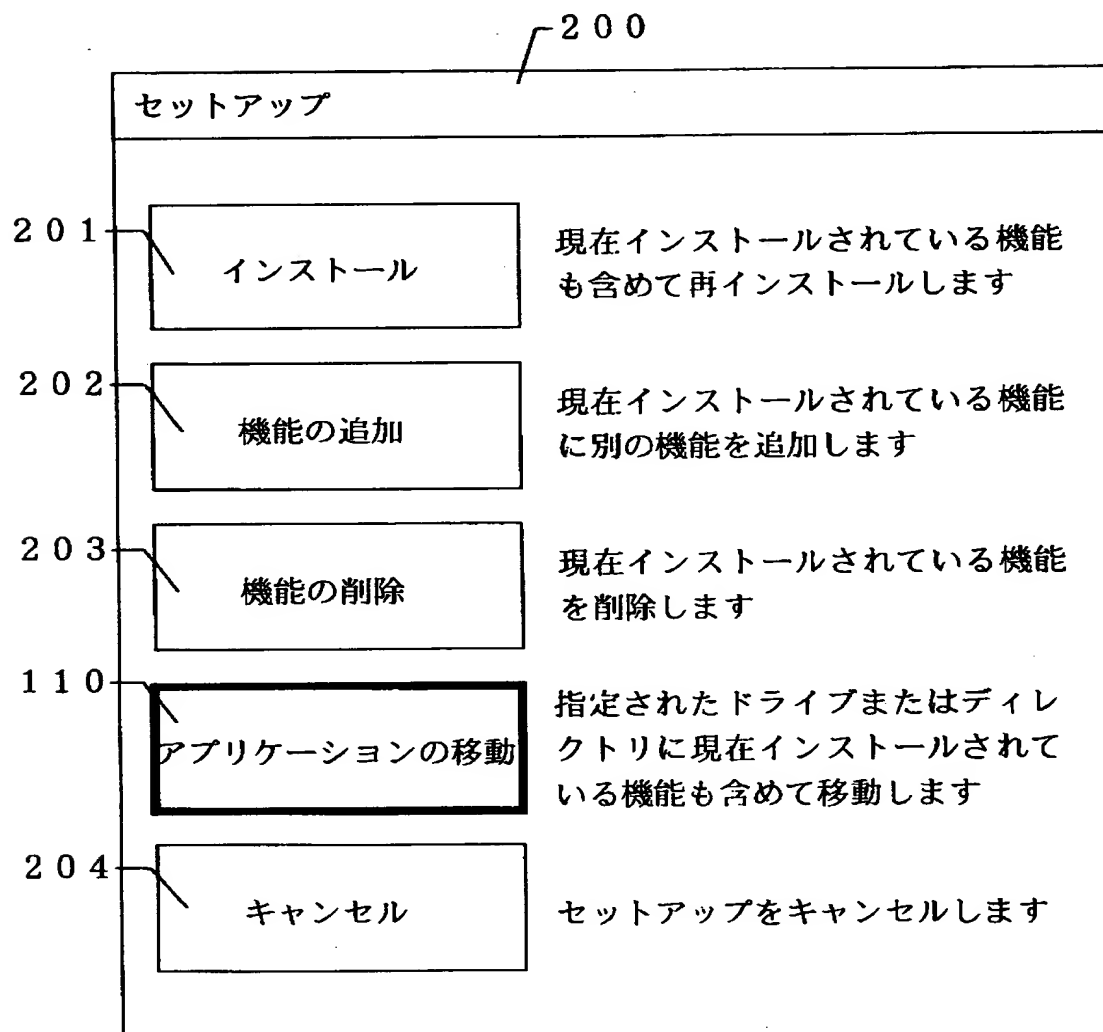 200
セットアップ
201
インストール
現在インストールされている機能
も含めて再インストールします
202
機能の追加
現在インストールされている機能
に別の機能を追加します
203
機能の削除
現在インストールされている機能
を削除します
110
アプリケーションの移動
指定されたドライブまたはディレ
クトリに現在インストールされて
いる機能も含めて移動します
204
キャンセル
セットアップをキャンセルします